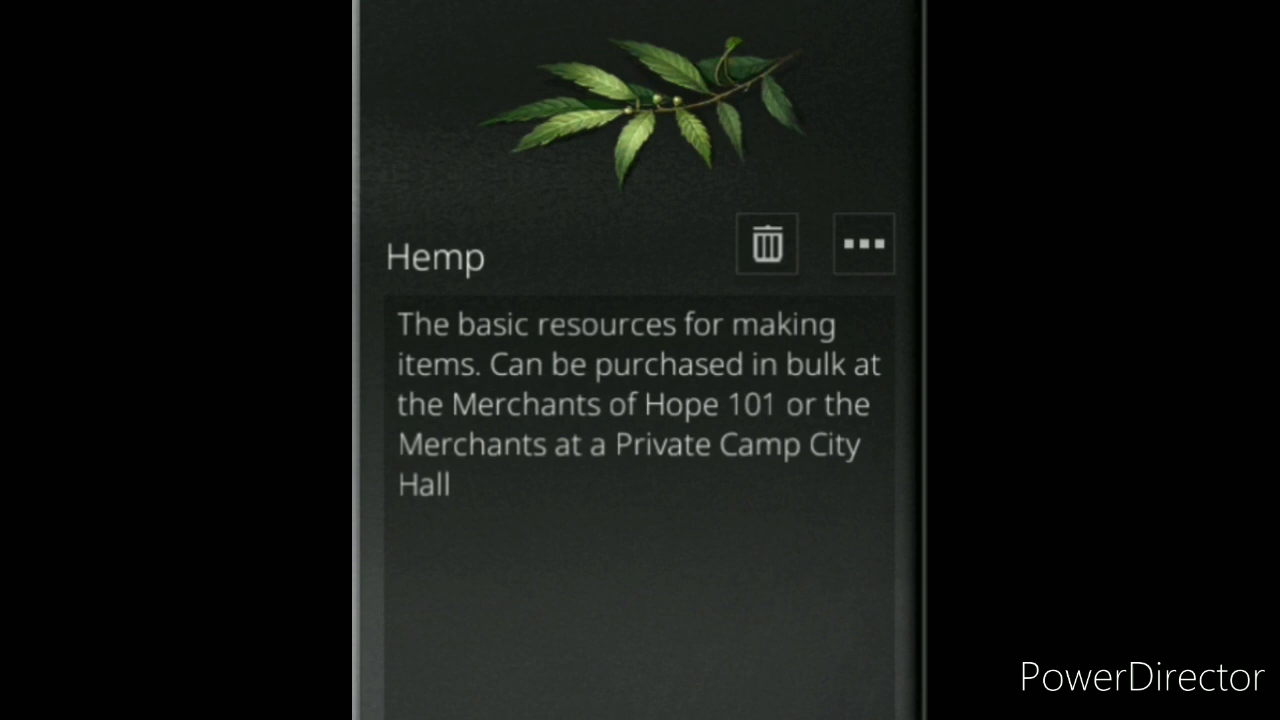 Hemp
The basic resources for making
items. Can be purchased in bulk at
the Merchants of Hope 101 or the
Merchants at a Private Camp City
Hall
PowerDirector